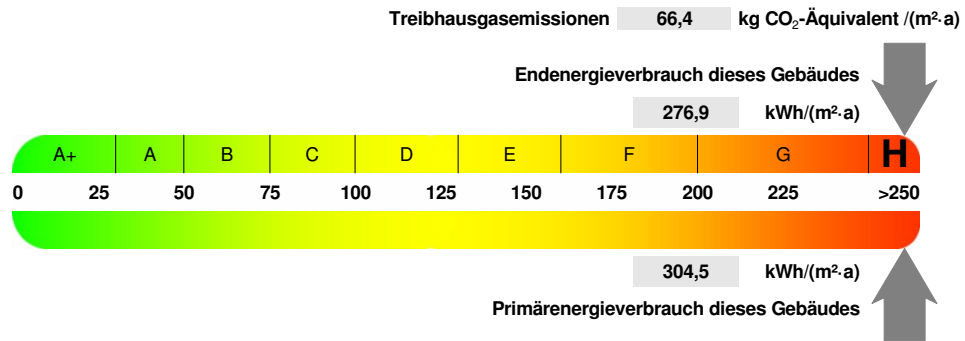 Treibhausgasemissionen 66,4 kg CO₂-Äquivalent /(m²·a)
Endenergieverbrauch dieses Gebäudes
276,9 kWh/(m²·a)
A+ A B C D E F G H
0 25 50 75 100 125 150 175 200 225 >250
304,5 kWh/(m²·a)
Primärenergieverbrauch dieses Gebäudes